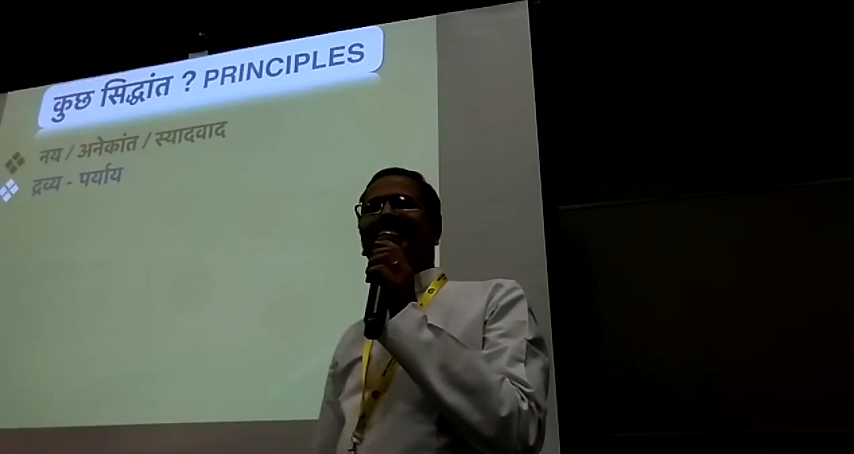 कुछ सिद्धांत ? PRINCIPLES
नय / अनेकांत / स्यादवाद
द्रव्य - पर्याय